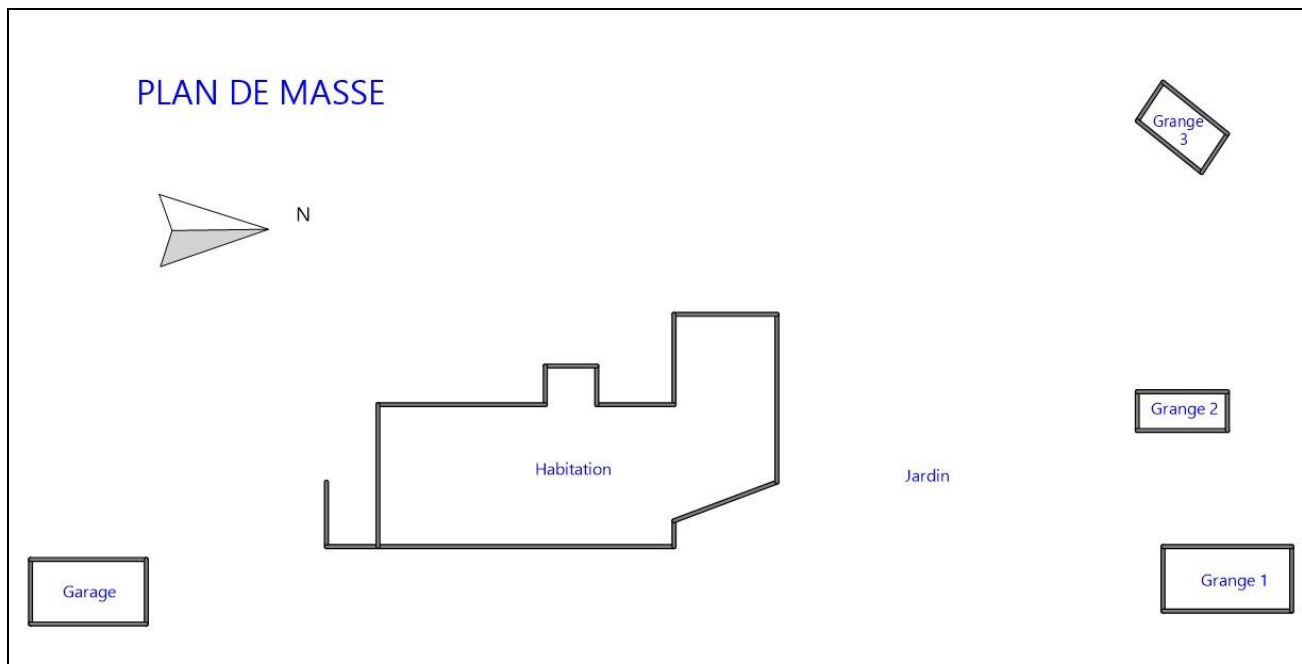 PLAN DE MASSE
Grange
3
N
Grange 2
Habitation
Jardin
Grange 1
Garage